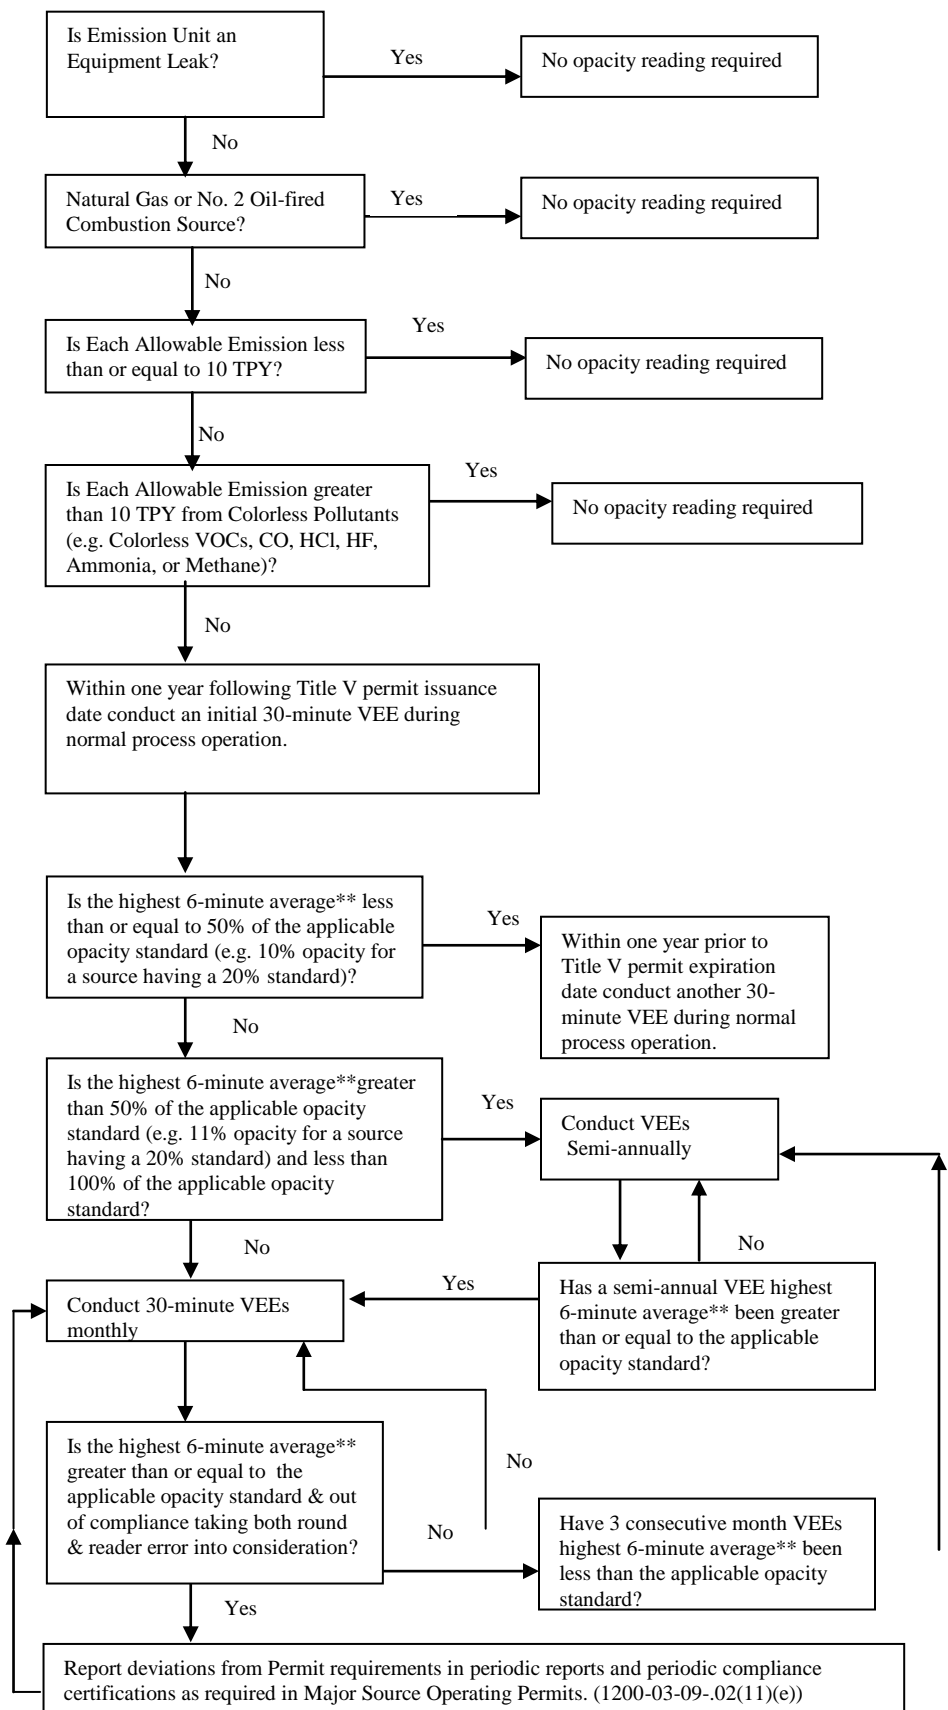 Is Emission Unit an
Equipment Leak?
Yes
No opacity reading required
No
Natural Gas or No. 2 Oil-fired
Combustion Source?
Yes
No opacity reading required
No
Is Each Allowable Emission less
than or equal to 10 TPY?
Yes
No opacity reading required
No
Is Each Allowable Emission greater
than 10 TPY from Colorless Pollutants
(e.g. Colorless VOCs, CO, HCl, HF,
Ammonia, or Methane)?
Yes
No opacity reading required
No
Within one year following Title V permit issuance
date conduct an initial 30-minute VEE during
normal process operation.
Is the highest 6-minute average** less
than or equal to 50% of the applicable
opacity standard (e.g. 10% opacity for
a source having a 20% standard)?
Yes
Within one year prior to
Title V permit expiration
date conduct another 30-
minute VEE during normal
process operation.
No
Is the highest 6-minute average**greater
than 50% of the applicable opacity
standard (e.g. 11% opacity for a source
having a 20% standard) and less than
100% of the applicable opacity
standard?
Yes
Conduct VEEs
Semi-annually
No
No
Has a semi-annual VEE highest
6-minute average** been greater
than or equal to the applicable
opacity standard?
Yes
Conduct 30-minute VEEs
monthly
Is the highest 6-minute average**
greater than or equal to the
applicable opacity standard & out
of compliance taking both round
& reader error into consideration?
No
No
Have 3 consecutive month VEEs
highest 6-minute average** been
less than the applicable opacity
standard?
Yes
Report deviations from Permit requirements in periodic reports and periodic compliance
certifications as required in Major Source Operating Permits. (1200-03-09-.02(11)(e))